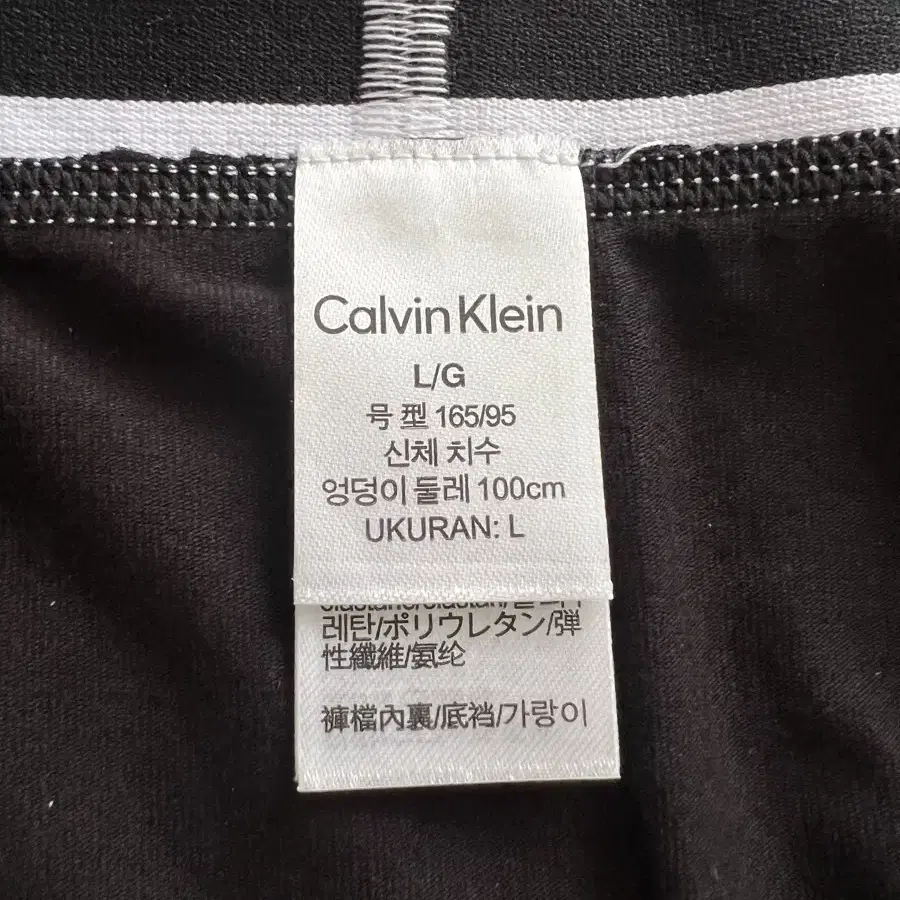 Calvin Klein
L/G
号 型 165/95
신체 치수
엉덩이 둘레 100cm
UKURAN: L
레탄/ポリウレタン/弾
性纖維/氨纶
褲檔內裏/底裆/가랑이